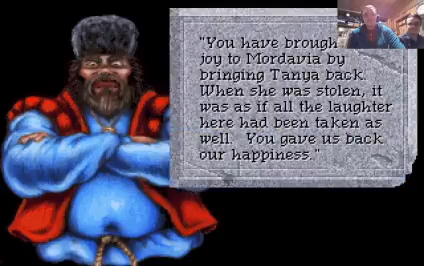 "You have brough
joy to Mordavia by
bringing Tanya back.
When she was stolen, it
was as if all the laughter
here had been taken as
well.  You gave us back
our happiness."